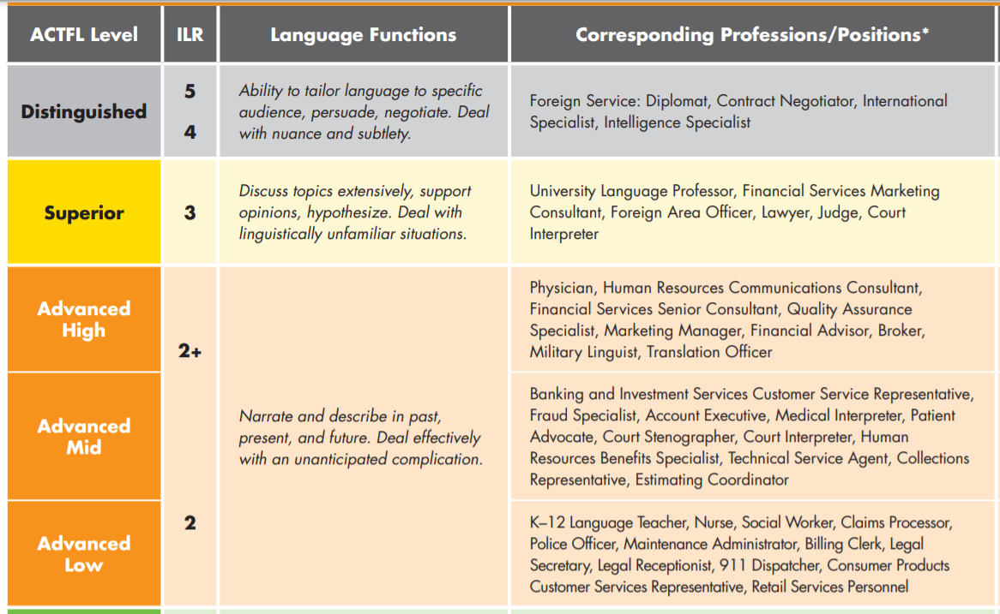 ACTFL Level
ILR
Language Functions
Corresponding Professions/Positions*
Distinguished
5
4
Ability to tailor language to specific
audience, persuade, negotiate. Deal
with nuance and subtlety.
Foreign Service: Diplomat, Contract Negotiator, International
Specialist, Intelligence Specialist
Superior
3
Discuss topics extensively, support
opinions, hypothesize. Deal with
linguistically unfamiliar situations.
University Language Professor, Financial Services Marketing
Consultant, Foreign Area Officer, Lawyer, Judge, Court
Interpreter
Advanced
High
2+
Physician, Human Resources Communications Consultant,
Financial Services Senior Consultant, Quality Assurance
Specialist, Marketing Manager, Financial Advisor, Broker,
Military Linguist, Translation Officer
Advanced
Mid
Narrate and describe in past,
present, and future. Deal effectively
with an unanticipated complication.
Banking and Investment Services Customer Service Representative,
Fraud Specialist, Account Executive, Medical Interpreter, Patient
Advocate, Court Stenographer, Court Interpreter, Human
Resources Benefits Specialist, Technical Service Agent, Collections
Representative, Estimating Coordinator
Advanced
Low
2
K–12 Language Teacher, Nurse, Social Worker, Claims Processor,
Police Officer, Maintenance Administrator, Billing Clerk, Legal
Secretary, Legal Receptionist, 911 Dispatcher, Consumer Products
Customer Services Representative, Retail Services Personnel